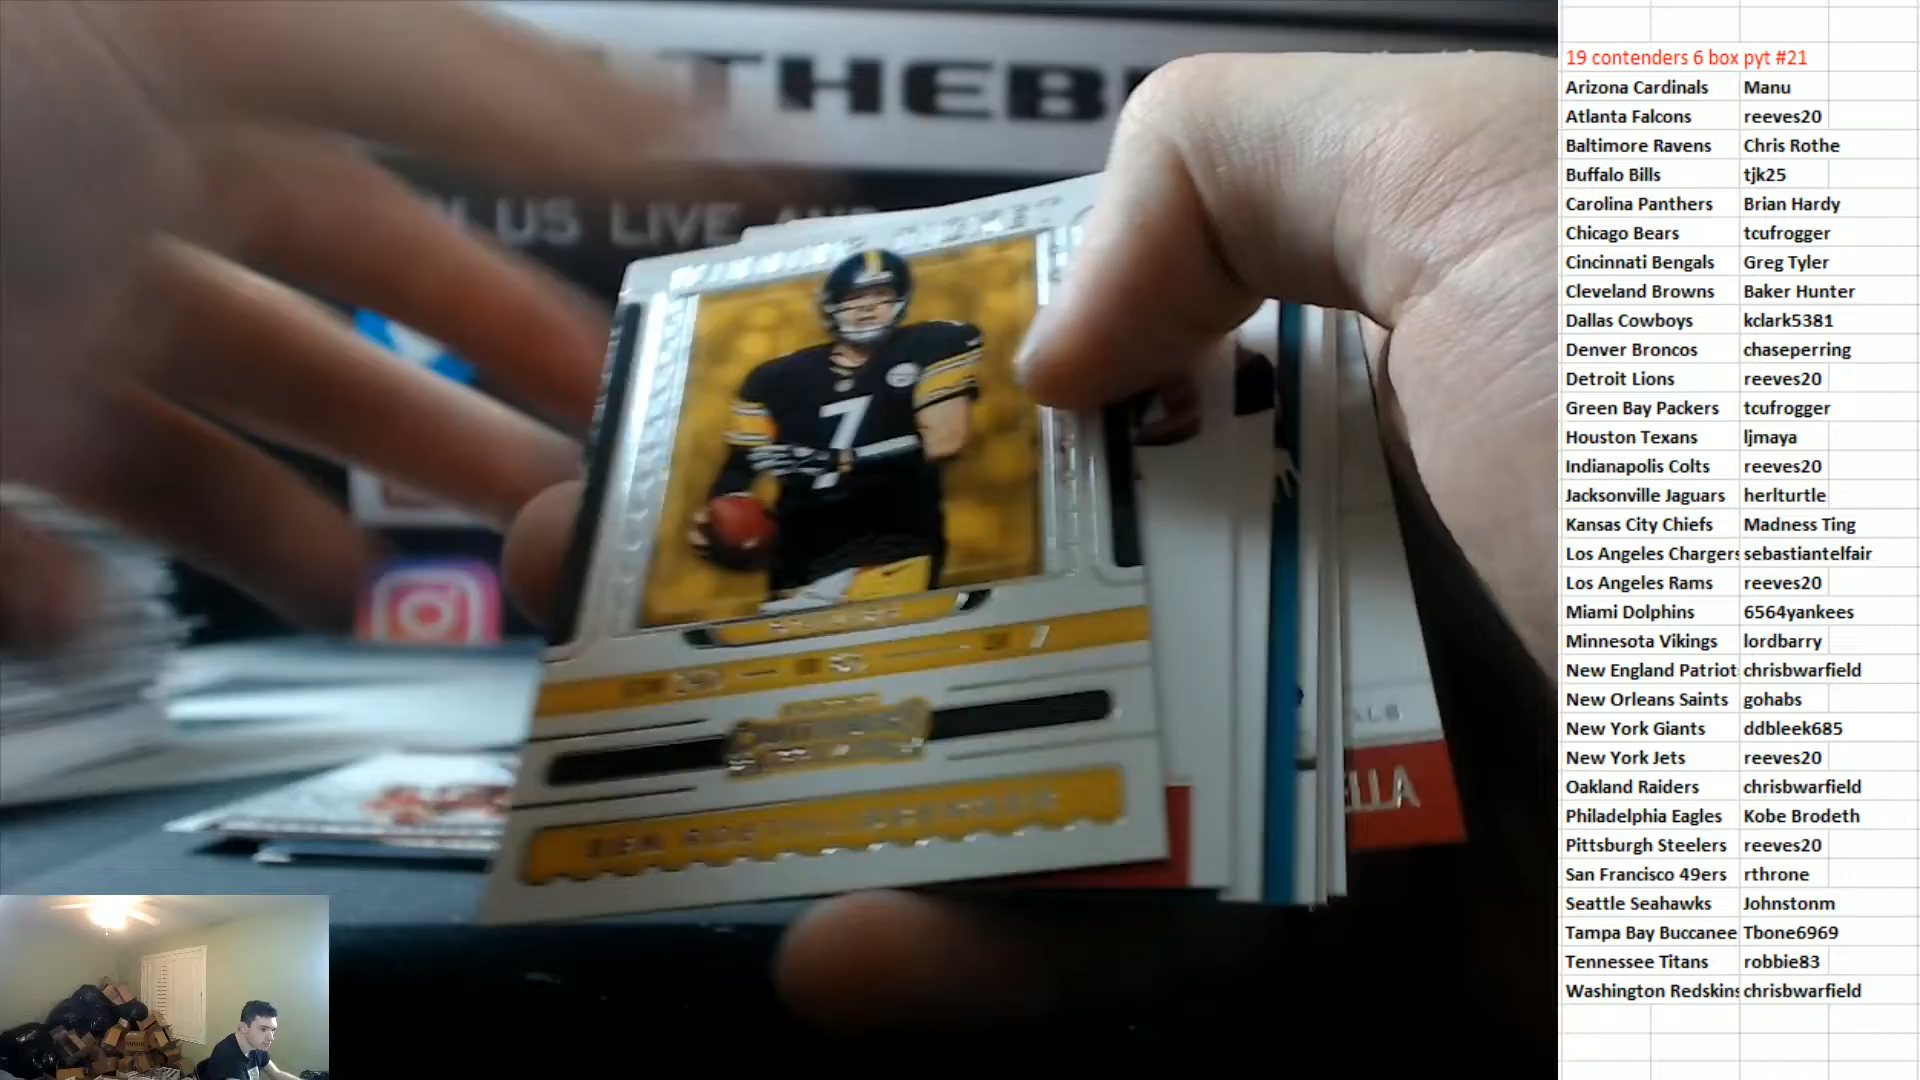 THEB
US LIVE AND
7
BEN ROETHLISBERGER
ALS
ELLA
19 contenders 6 box pyt #21
Arizona Cardinals Manu
Atlanta Falcons reeves20
Baltimore Ravens Chris Rothe
Buffalo Bills tjk25
Carolina Panthers Brian Hardy
Chicago Bears tcufrogger
Cincinnati Bengals Greg Tyler
Cleveland Browns Baker Hunter
Dallas Cowboys kclark5381
Denver Broncos chaseperring
Detroit Lions reeves20
Green Bay Packers tcufrogger
Houston Texans ljmaya
Indianapolis Colts reeves20
Jacksonville Jaguars herlturtle
Kansas City Chiefs Madness Ting
Los Angeles Chargers sebastiantelfair
Los Angeles Rams reeves20
Miami Dolphins 6564yankees
Minnesota Vikings lordbarry
New England Patriot chrisbwarfield
New Orleans Saints gohabs
New York Giants ddbleek685
New York Jets reeves20
Oakland Raiders chrisbwarfield
Philadelphia Eagles Kobe Brodeth
Pittsburgh Steelers reeves20
San Francisco 49ers rthrone
Seattle Seahawks Johnstonm
Tampa Bay Buccanee Tbone6969
Tennessee Titans robbie83
Washington Redskins chrisbwarfield